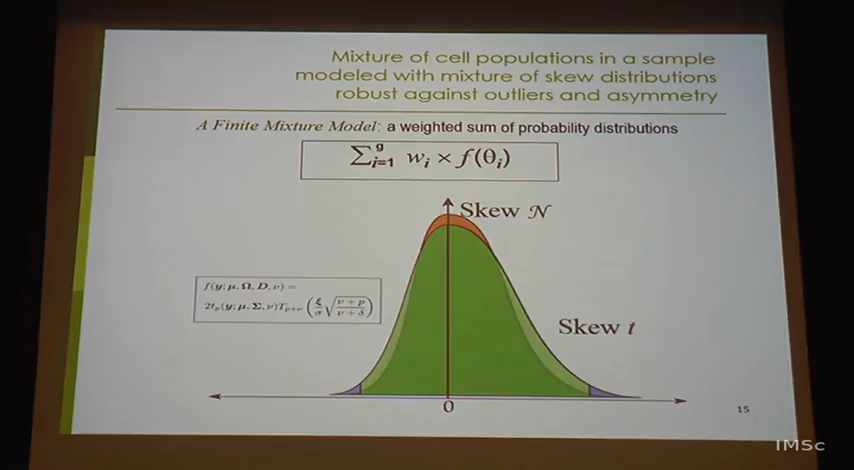 Mixture of cell populations in a sample
modeled with mixture of skew distributions
robust against outliers and asymmetry
A Finite Mixture Model: a weighted sum of probability distributions
∑ᵍᵢ₌₁ wᵢ × f(θᵢ)
Skew 𝒩
f(y; μ, Ω, D, ν) =
2tₚ(y; μ, Σ, ν)Tₚ₊ᵥ (ξ/σ √(ν + p / ν + δ))
Skew t
0
15
IMSc